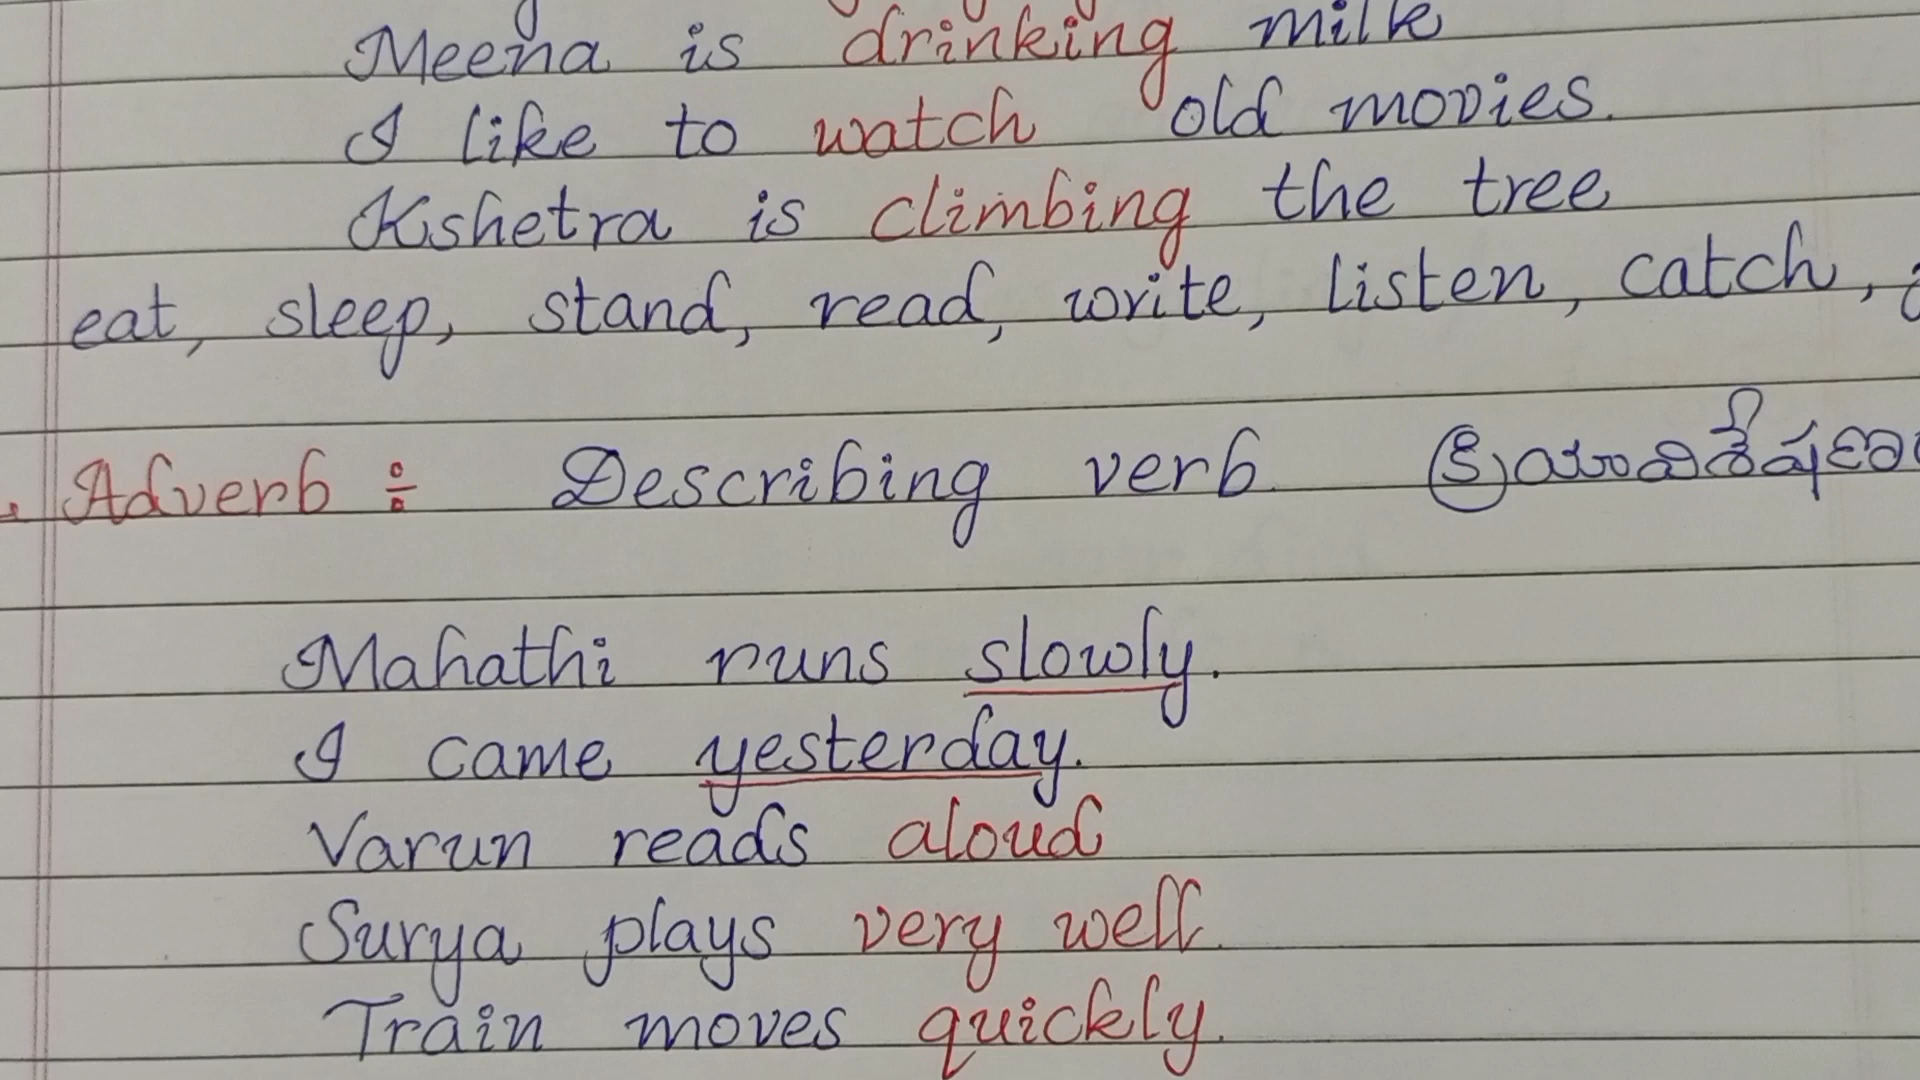 Meena is drinking milk
I like to watch old movies.
Kshetra is climbing the tree
eat, sleep, stand, read, write, listen, catch,
Adverb ÷ Describing verb ಕ್ರಿಯಾವಿಶೇಷಣ
Mahathi runs slowly.
I came yesterday.
Varun reads aloud
Surya plays very well.
Train moves quickly.